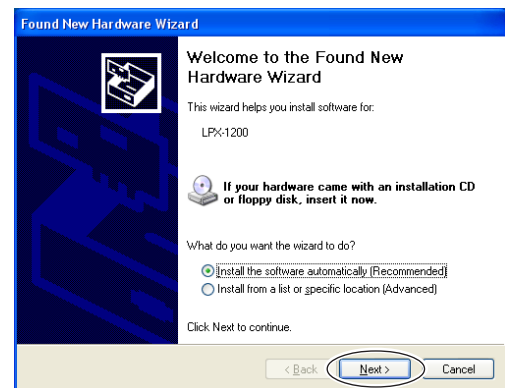 Found New Hardware Wizard
Welcome to the Found New
Hardware Wizard
This wizard helps you install software for:
LPX-1200
If your hardware came with an installation CD
or floppy disk, insert it now.
What do you want the wizard to do?
Install the software automatically (Recommended)
Install from a list or specific location (Advanced)
Click Next to continue.
< Back
Next >
Cancel